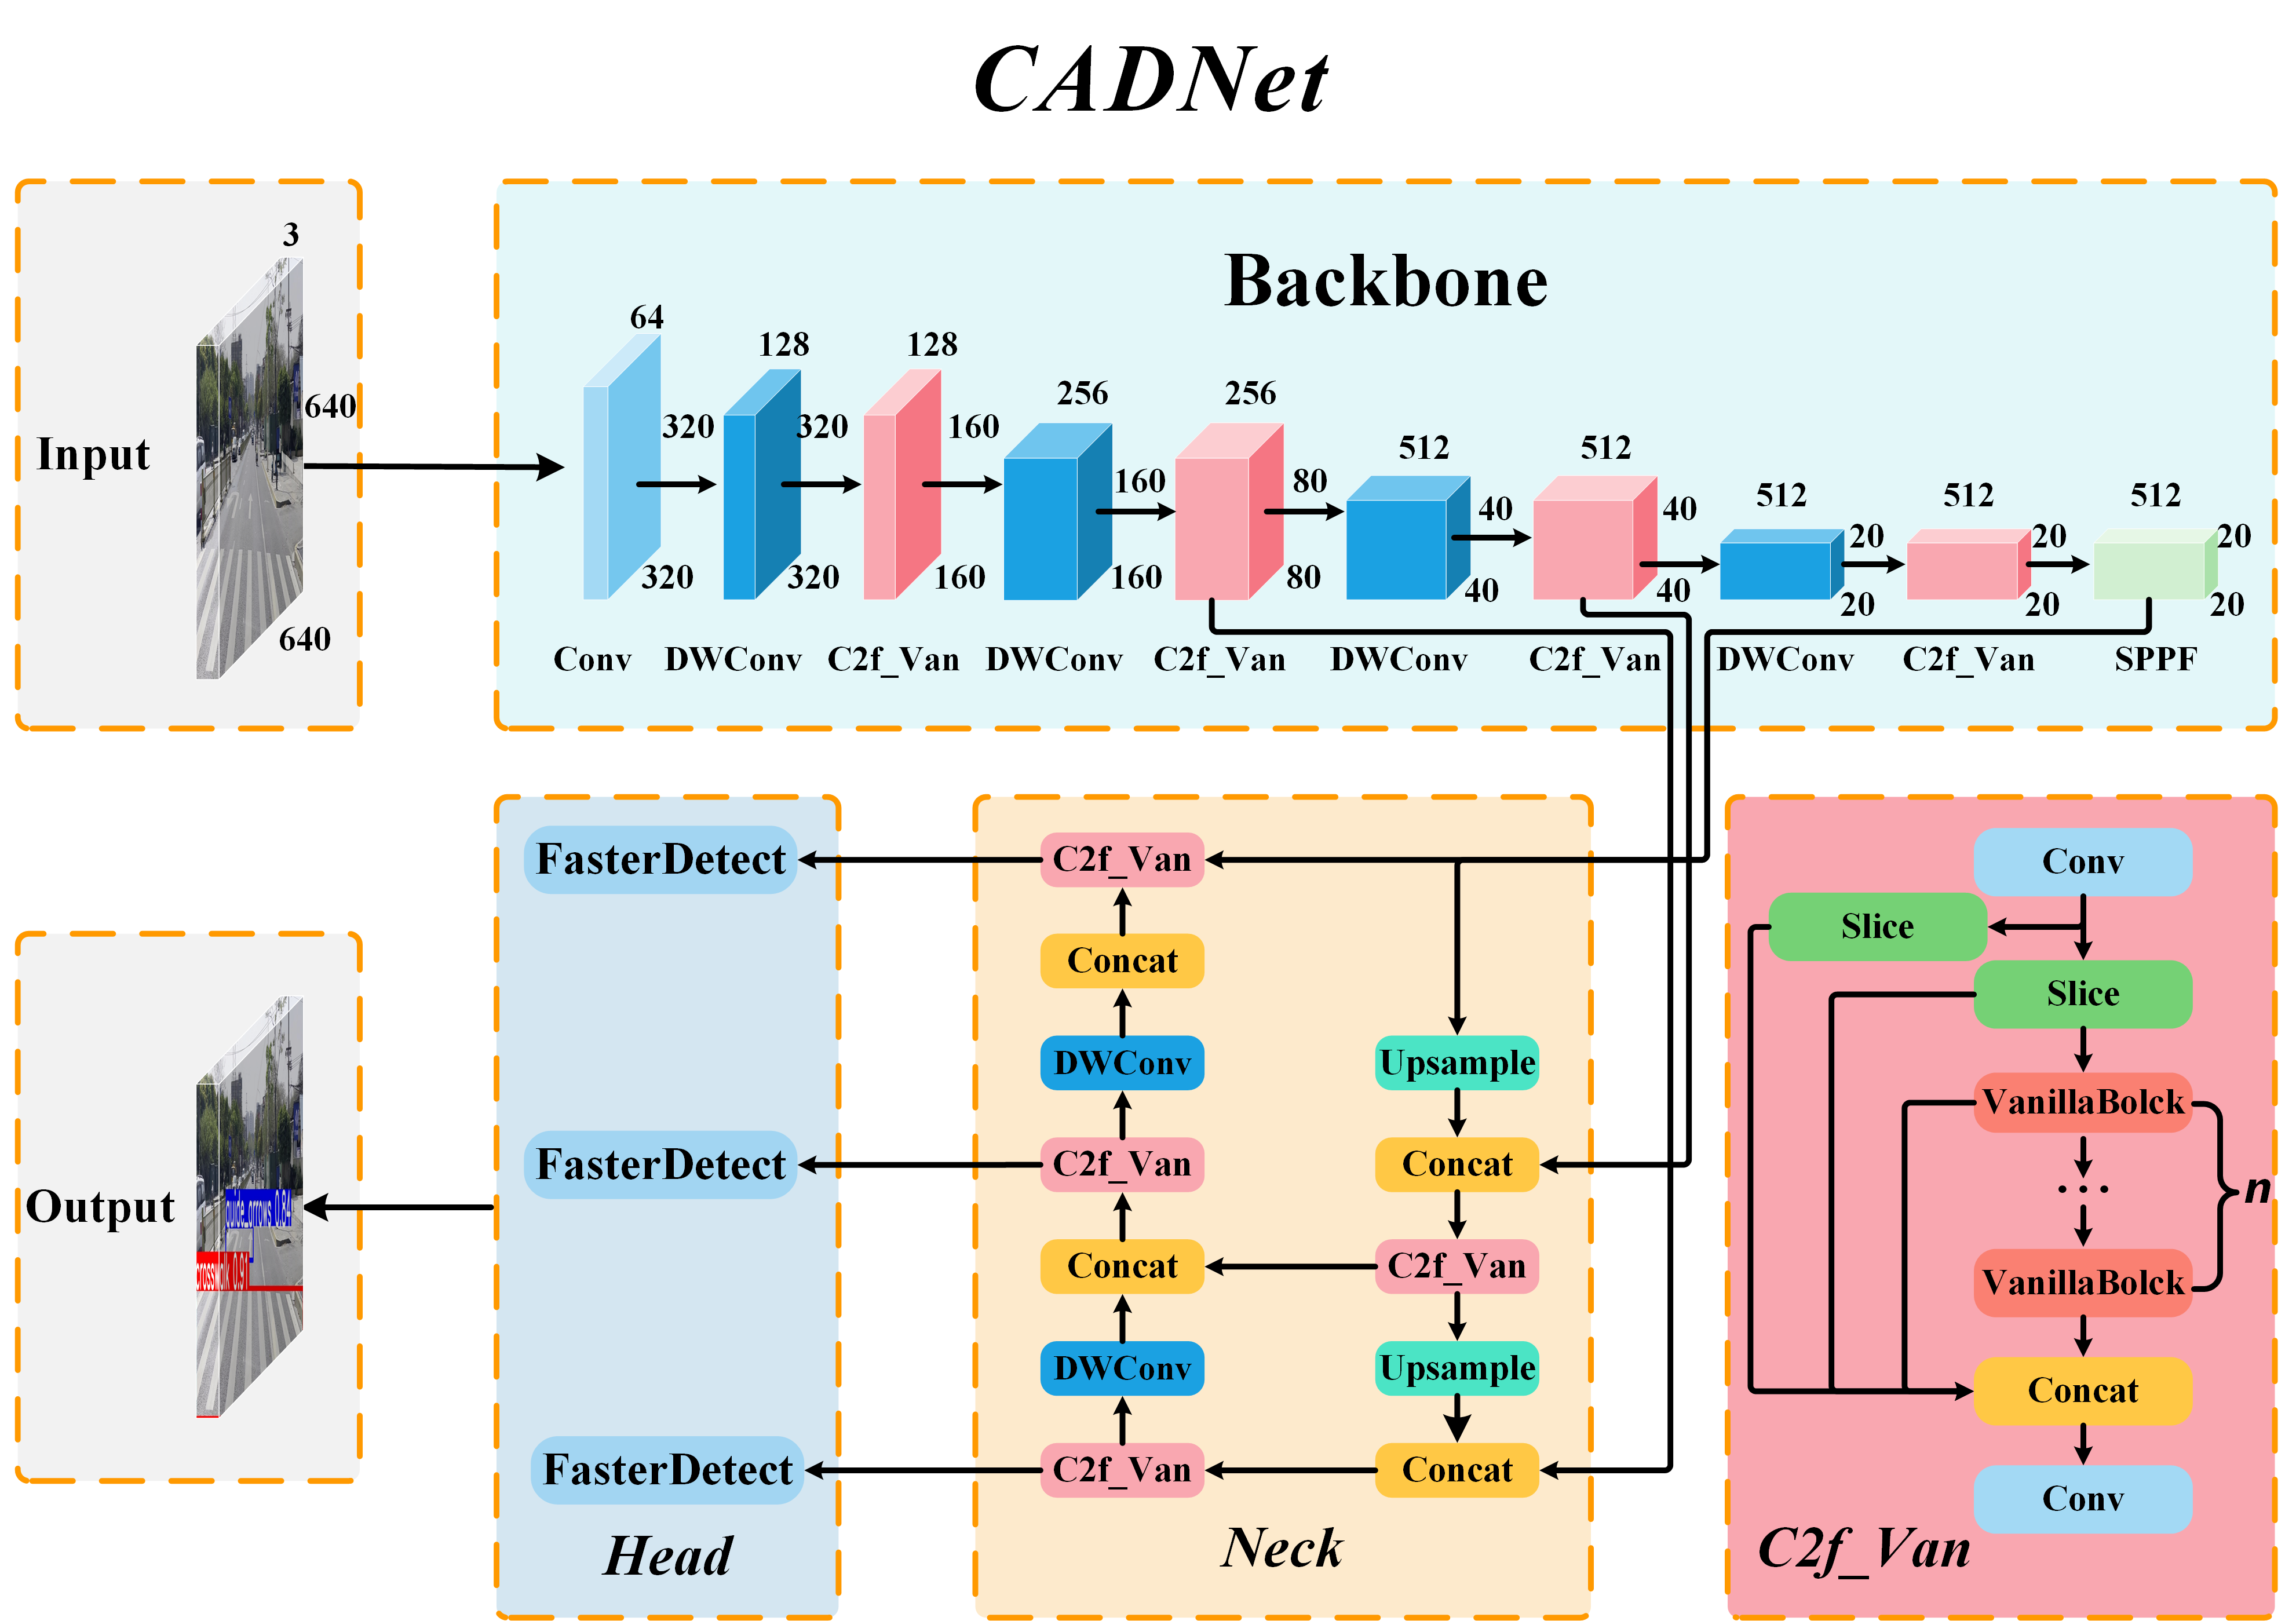 CADNet
Input
3
640
640
Backbone
64
320
320
Conv
128
320
320
DWConv
128
160
160
C2f_Van
256
160
160
DWConv
256
80
80
C2f_Van
512
40
40
DWConv
512
40
40
C2f_Van
512
20
20
DWConv
512
20
20
C2f_Van
512
20
20
SPPF
Output
guide_arrows 0.84
crosswalk 0.91
FasterDetect
FasterDetect
FasterDetect
Head
C2f_Van
Concat
DWConv
C2f_Van
Concat
DWConv
C2f_Van
Upsample
Concat
C2f_Van
Upsample
Concat
Neck
Conv
Slice
Slice
VanillaBolck
...
VanillaBolck
n
Concat
Conv
C2f_Van